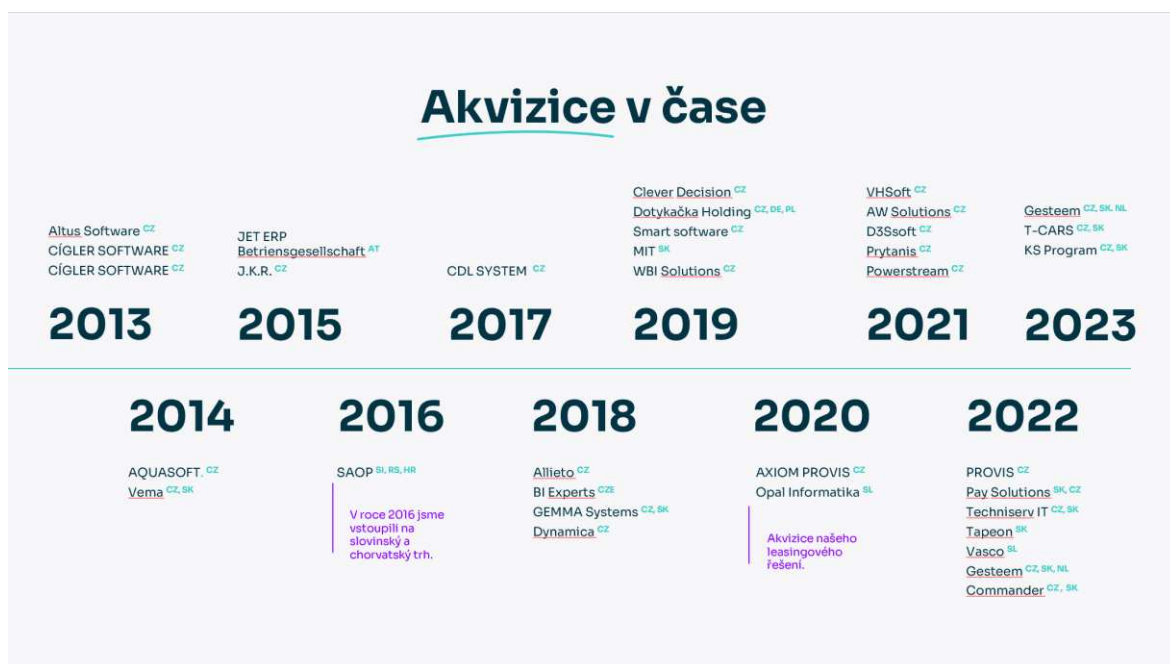 Akvizice v čase
Altus Software CZ
CÍGLER SOFTWARE CZ
CÍGLER SOFTWARE CZ
2013
JET ERP
Betriensgesellschaft AT
J.K.R. CZ
2015
CDL SYSTEM CZ
2017
Clever Decision CZ
Dotykačka Holding CZ, DE, PL
Smart software CZ
MIT SK
WBI Solutions CZ
2019
VHSoft CZ
AW Solutions CZ
D3Ssoft CZ
Prytanis CZ
Powerstream CZ
2021
Gesteem CZ, SK. NL
T-CARS CZ, SK
KS Program CZ, SK
2023
2014
AQUASOFT. CZ
Vema CZ, SK
2016
SAOP SI, RS, HR
V roce 2016 jsme
vstoupili na
slovinský a
chorvatský trh.
2018
Allieto CZ
BI Experts CZE
GEMMA Systems CZ, SK
Dynamica CZ
2020
AXIOM PROVIS CZ
Opal Informatika SL
Akvizice našeho
leasingového
řešení.
2022
PROVIS CZ
Pay Solutions SK, CZ
Techniserv IT CZ, SK
Tapeon SK
Vasco SL
Gesteem CZ, SK, NL
Commander CZ, SK